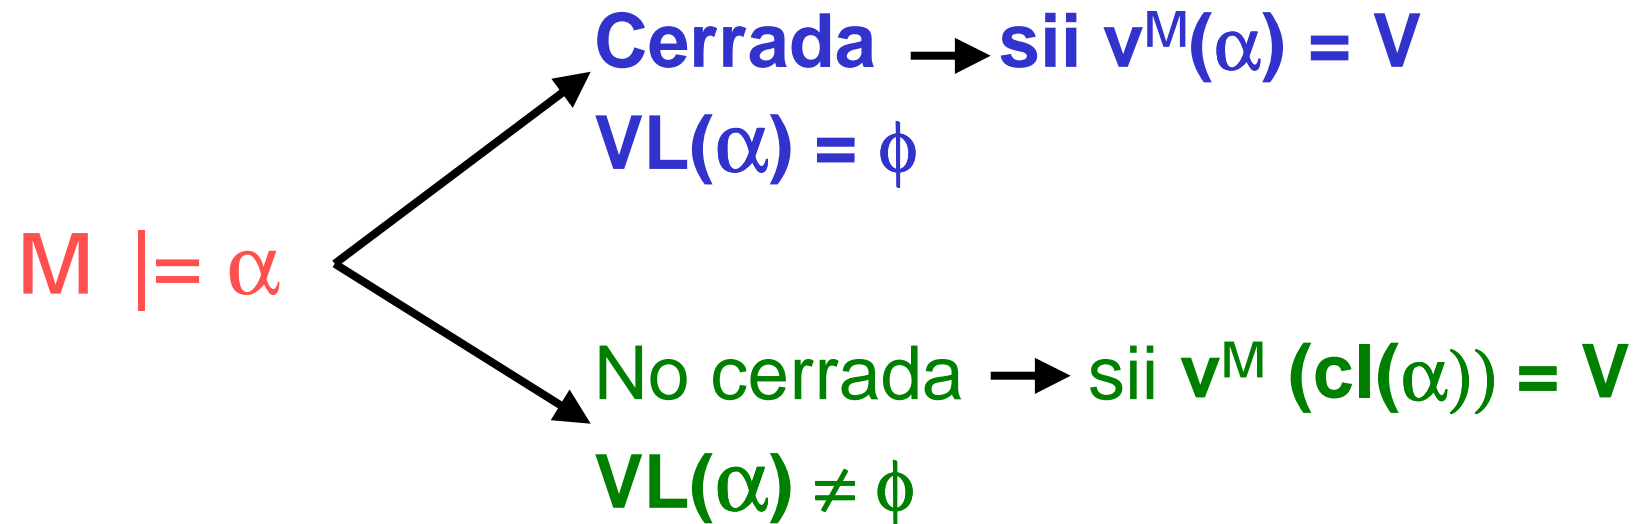 Cerrada → sii vᴹ(α) = V
VL(α) = ϕ
M |= α
No cerrada → sii vᴹ (cl(α)) = V
VL(α) ≠ ϕ